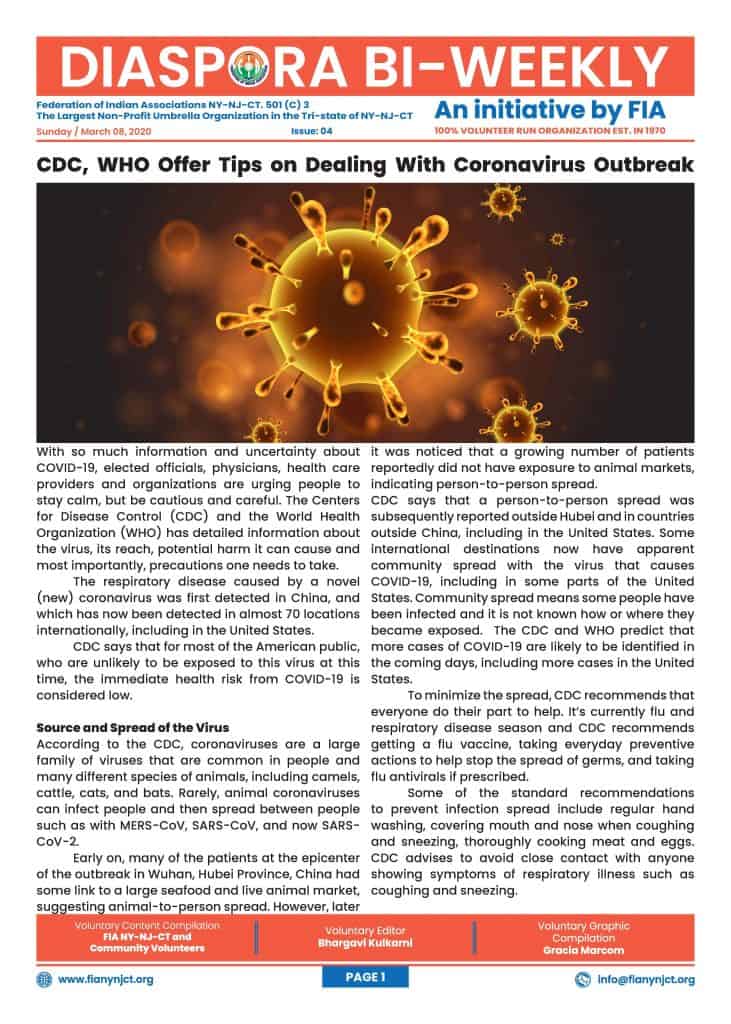 DIASPORA BI-WEEKLY
Federation of Indian Associations NY-NJ-CT. 501 (C) 3
The Largest Non-Profit Umbrella Organization in the Tri-state of NY-NJ-CT
Sunday / March 08, 2020
Issue: 04
An initiative by FIA
100% VOLUNTEER RUN ORGANIZATION EST. IN 1970
CDC, WHO Offer Tips on Dealing With Coronavirus Outbreak
With so much information and uncertainty about
COVID-19, elected officials, physicians, health care
providers and organizations are urging people to
stay calm, but be cautious and careful. The Centers
for Disease Control (CDC) and the World Health
Organization (WHO) has detailed information about
the virus, its reach, potential harm it can cause and
most importantly, precautions one needs to take.
The respiratory disease caused by a novel
(new) coronavirus was first detected in China, and
which has now been detected in almost 70 locations
internationally, including in the United States.
CDC says that for most of the American public,
who are unlikely to be exposed to this virus at this
time, the immediate health risk from COVID-19 is
considered low.
Source and Spread of the Virus
According to the CDC, coronaviruses are a large
family of viruses that are common in people and
many different species of animals, including camels,
cattle, cats, and bats. Rarely, animal coronaviruses
can infect people and then spread between people
such as with MERS-CoV, SARS-CoV, and now SARS-
CoV-2.
Early on, many of the patients at the epicenter
of the outbreak in Wuhan, Hubei Province, China had
some link to a large seafood and live animal market,
suggesting animal-to-person spread. However, later
it was noticed that a growing number of patients
reportedly did not have exposure to animal markets,
indicating person-to-person spread.
CDC says that a person-to-person spread was
subsequently reported outside Hubei and in countries
outside China, including in the United States. Some
international destinations now have apparent
community spread with the virus that causes
COVID-19, including in some parts of the United
States. Community spread means some people have
been infected and it is not known how or where they
became exposed. The CDC and WHO predict that
more cases of COVID-19 are likely to be identified in
the coming days, including more cases in the United
States.
To minimize the spread, CDC recommends that
everyone do their part to help. It's currently flu and
respiratory disease season and CDC recommends
getting a flu vaccine, taking everyday preventive
actions to help stop the spread of germs, and taking
flu antivirals if prescribed.
Some of the standard recommendations
to prevent infection spread include regular hand
washing, covering mouth and nose when coughing
and sneezing, thoroughly cooking meat and eggs.
CDC advises to avoid close contact with anyone
showing symptoms of respiratory illness such as
coughing and sneezing.
Voluntary Content Compilation
FIA NY-NJ-CT and
Community Volunteers
Voluntary Editor
Bhargavi Kulkarni
Voluntary Graphic
Compilation
Gracia Marcom
www.fianynjct.org
PAGE 1
info@fianynjct.org